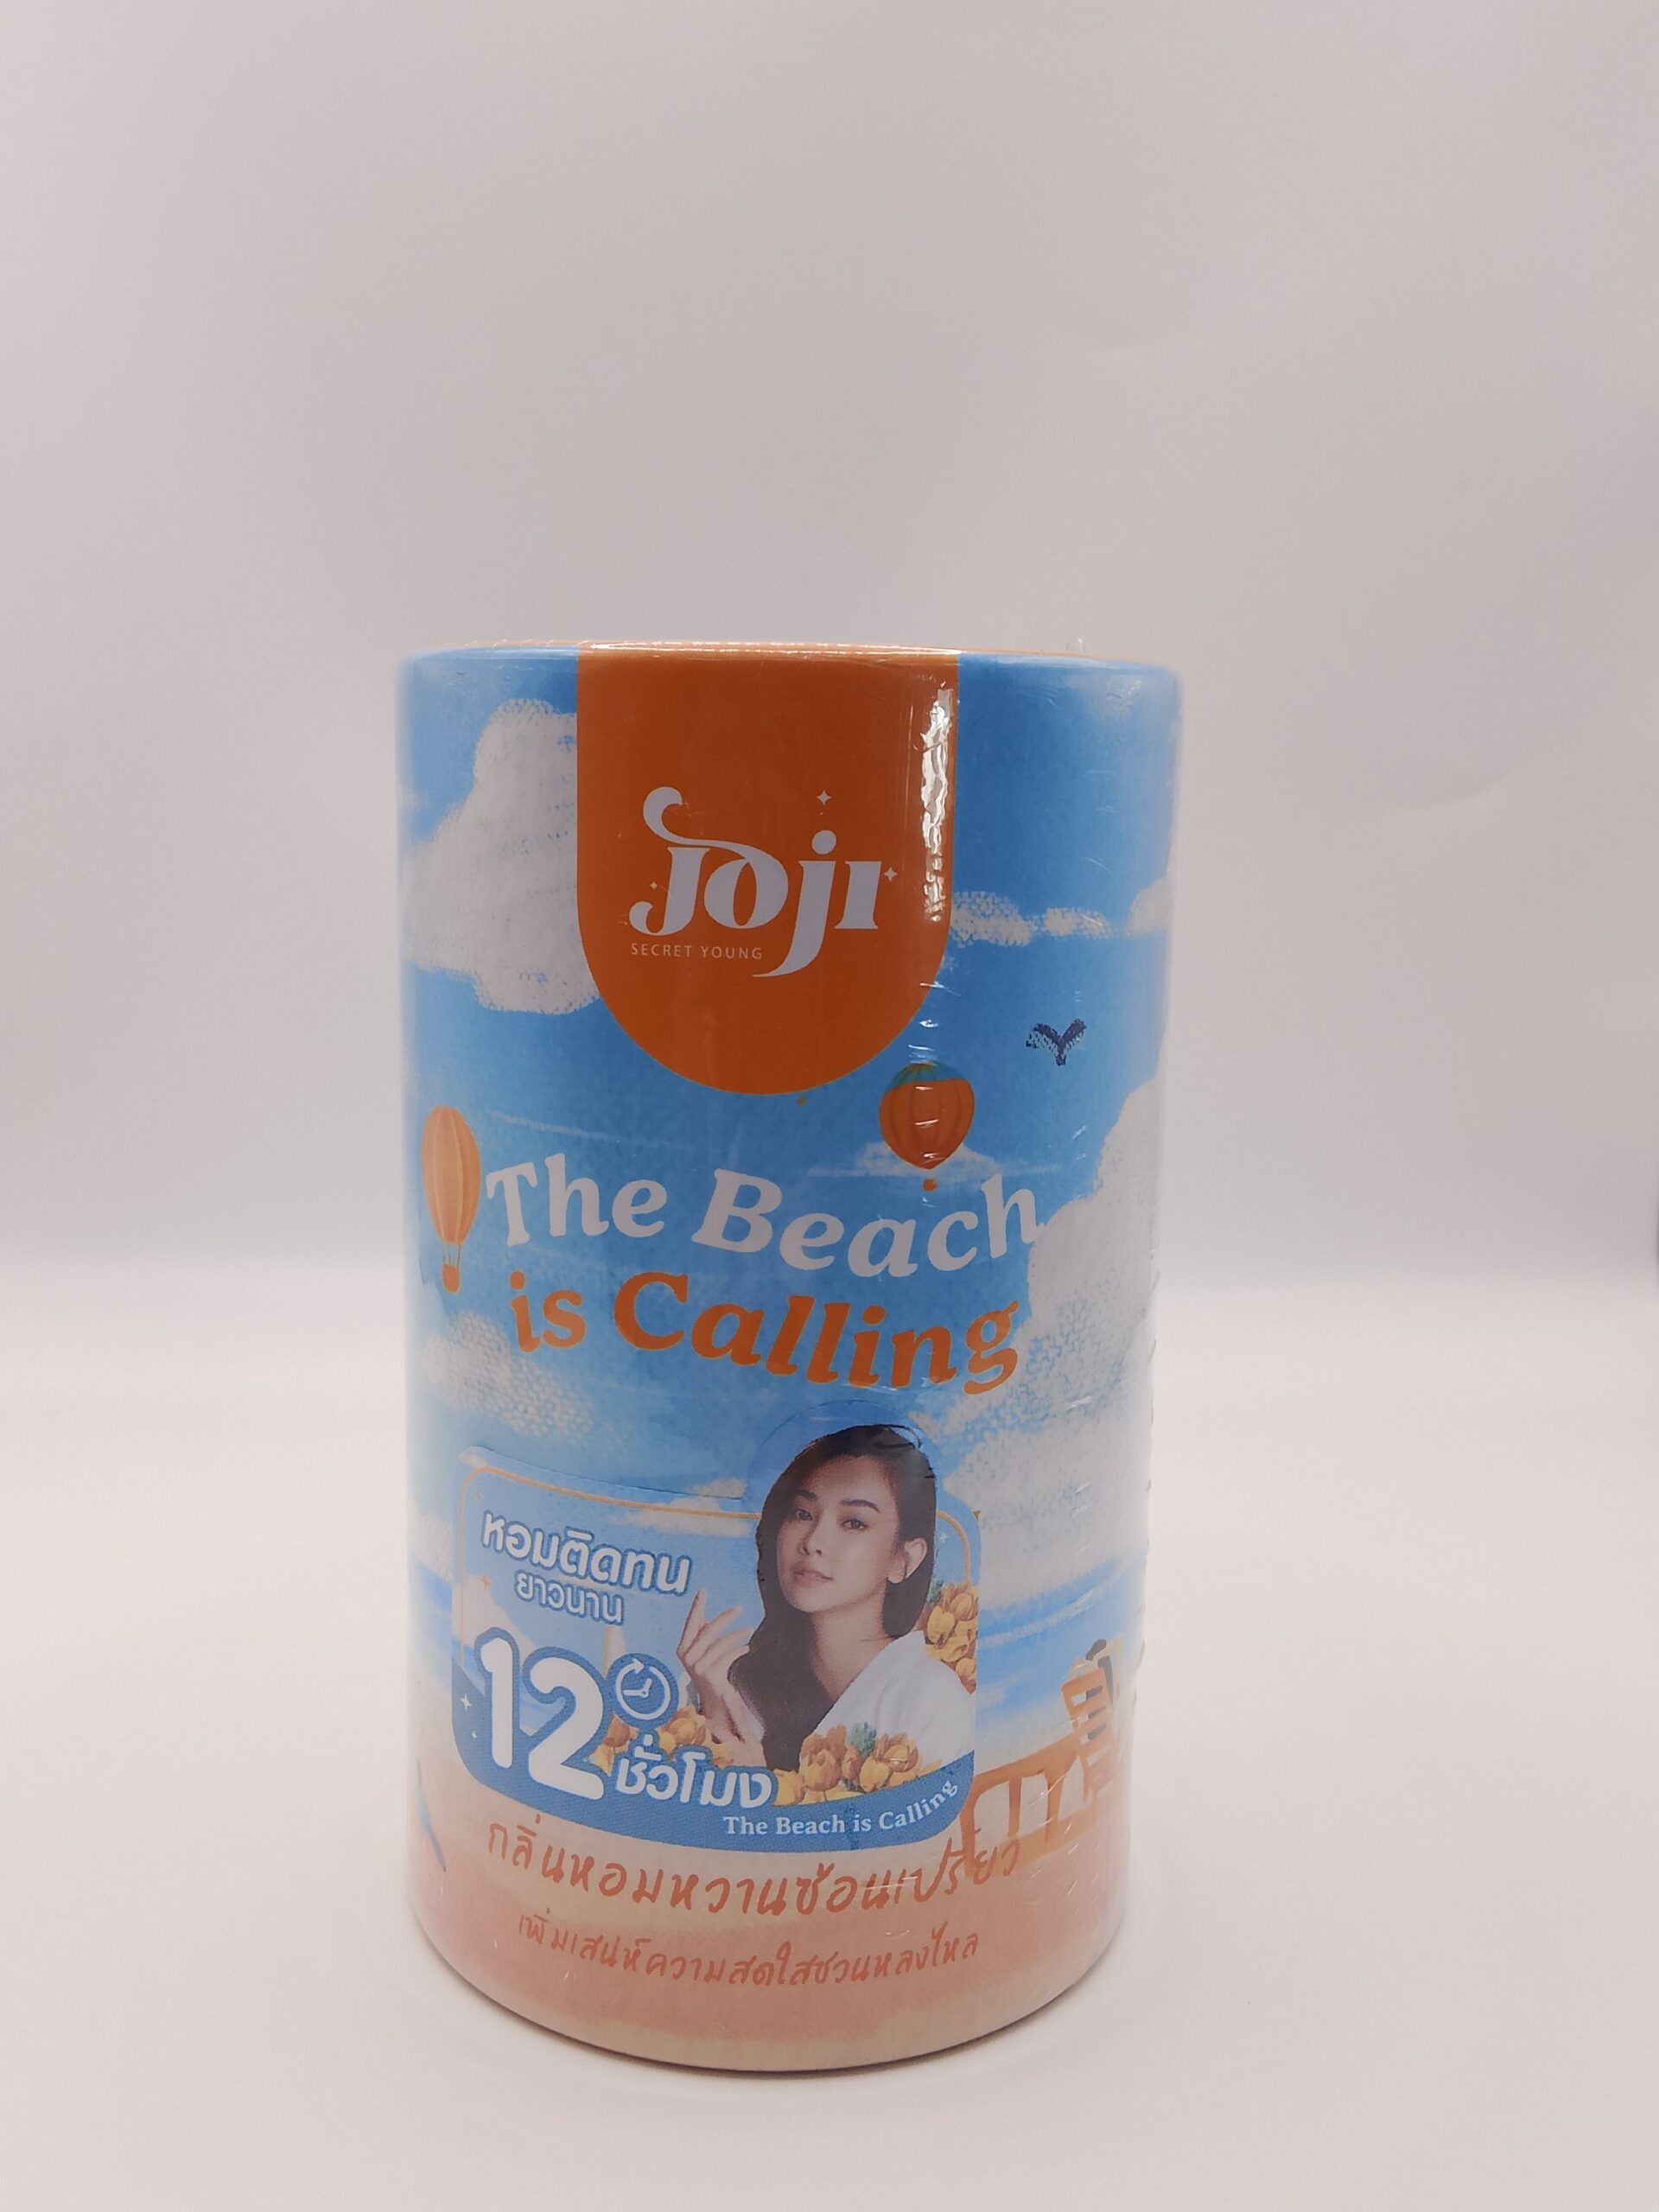 Joji
SECRET YOUNG
The Beach
is Calling
หอมติดทน
ยาวนาน
12
ชั่วโมง
The Beach is Calling
กลิ่นหอมหวานซ้อนเปรี้ยว
เพิ่มเสน่ห์ความสดใสชวนหลงไหล